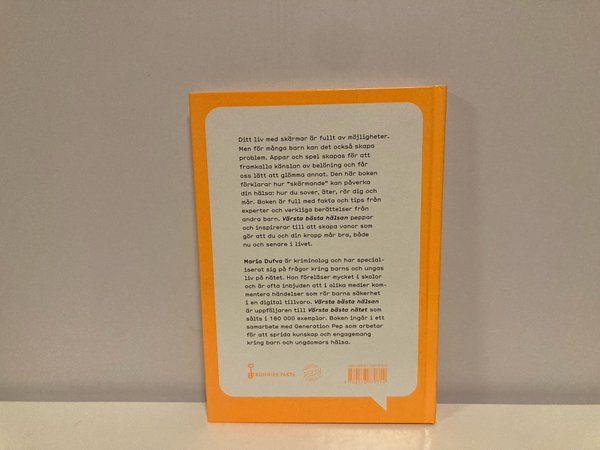 Ditt liv med skärmar är fullt av möjligheter.
Men för många barn kan det också skapa
problem. Appar och spel skapas för att
framkalla känslan av belöning och får
oss lätt att glömma annat. Den här boken
förklarar hur "skärmande" kan påverka
din hälsa: hur du sover, äter, rör dig och
mår. Boken är full med fakta och tips från
experter och verkliga berättelser från
andra barn. Värsta bästa hälsan peppar
och inspirerar till att skapa vanor som
gör att du och din kropp mår bra, både
nu och senare i livet.
Maria Dufva är kriminolog och har special-
iserat sig på frågor kring barns och ungas
liv på nätet. Hon föreläser mycket i skolor
och är ofta inbjuden att i olika medier kom-
mentera händelser som rör barns säkerhet
i en digital tillvaro. Värsta bästa hälsan
är uppföljaren till Värsta bästa nätet som
sålts i 180 000 exemplar. Boken ingår i ett
samarbete med Generation Pep som arbetar
för att sprida kunskap och engagemang
kring barn och ungdomars hälsa.
BONNIER FAKTA